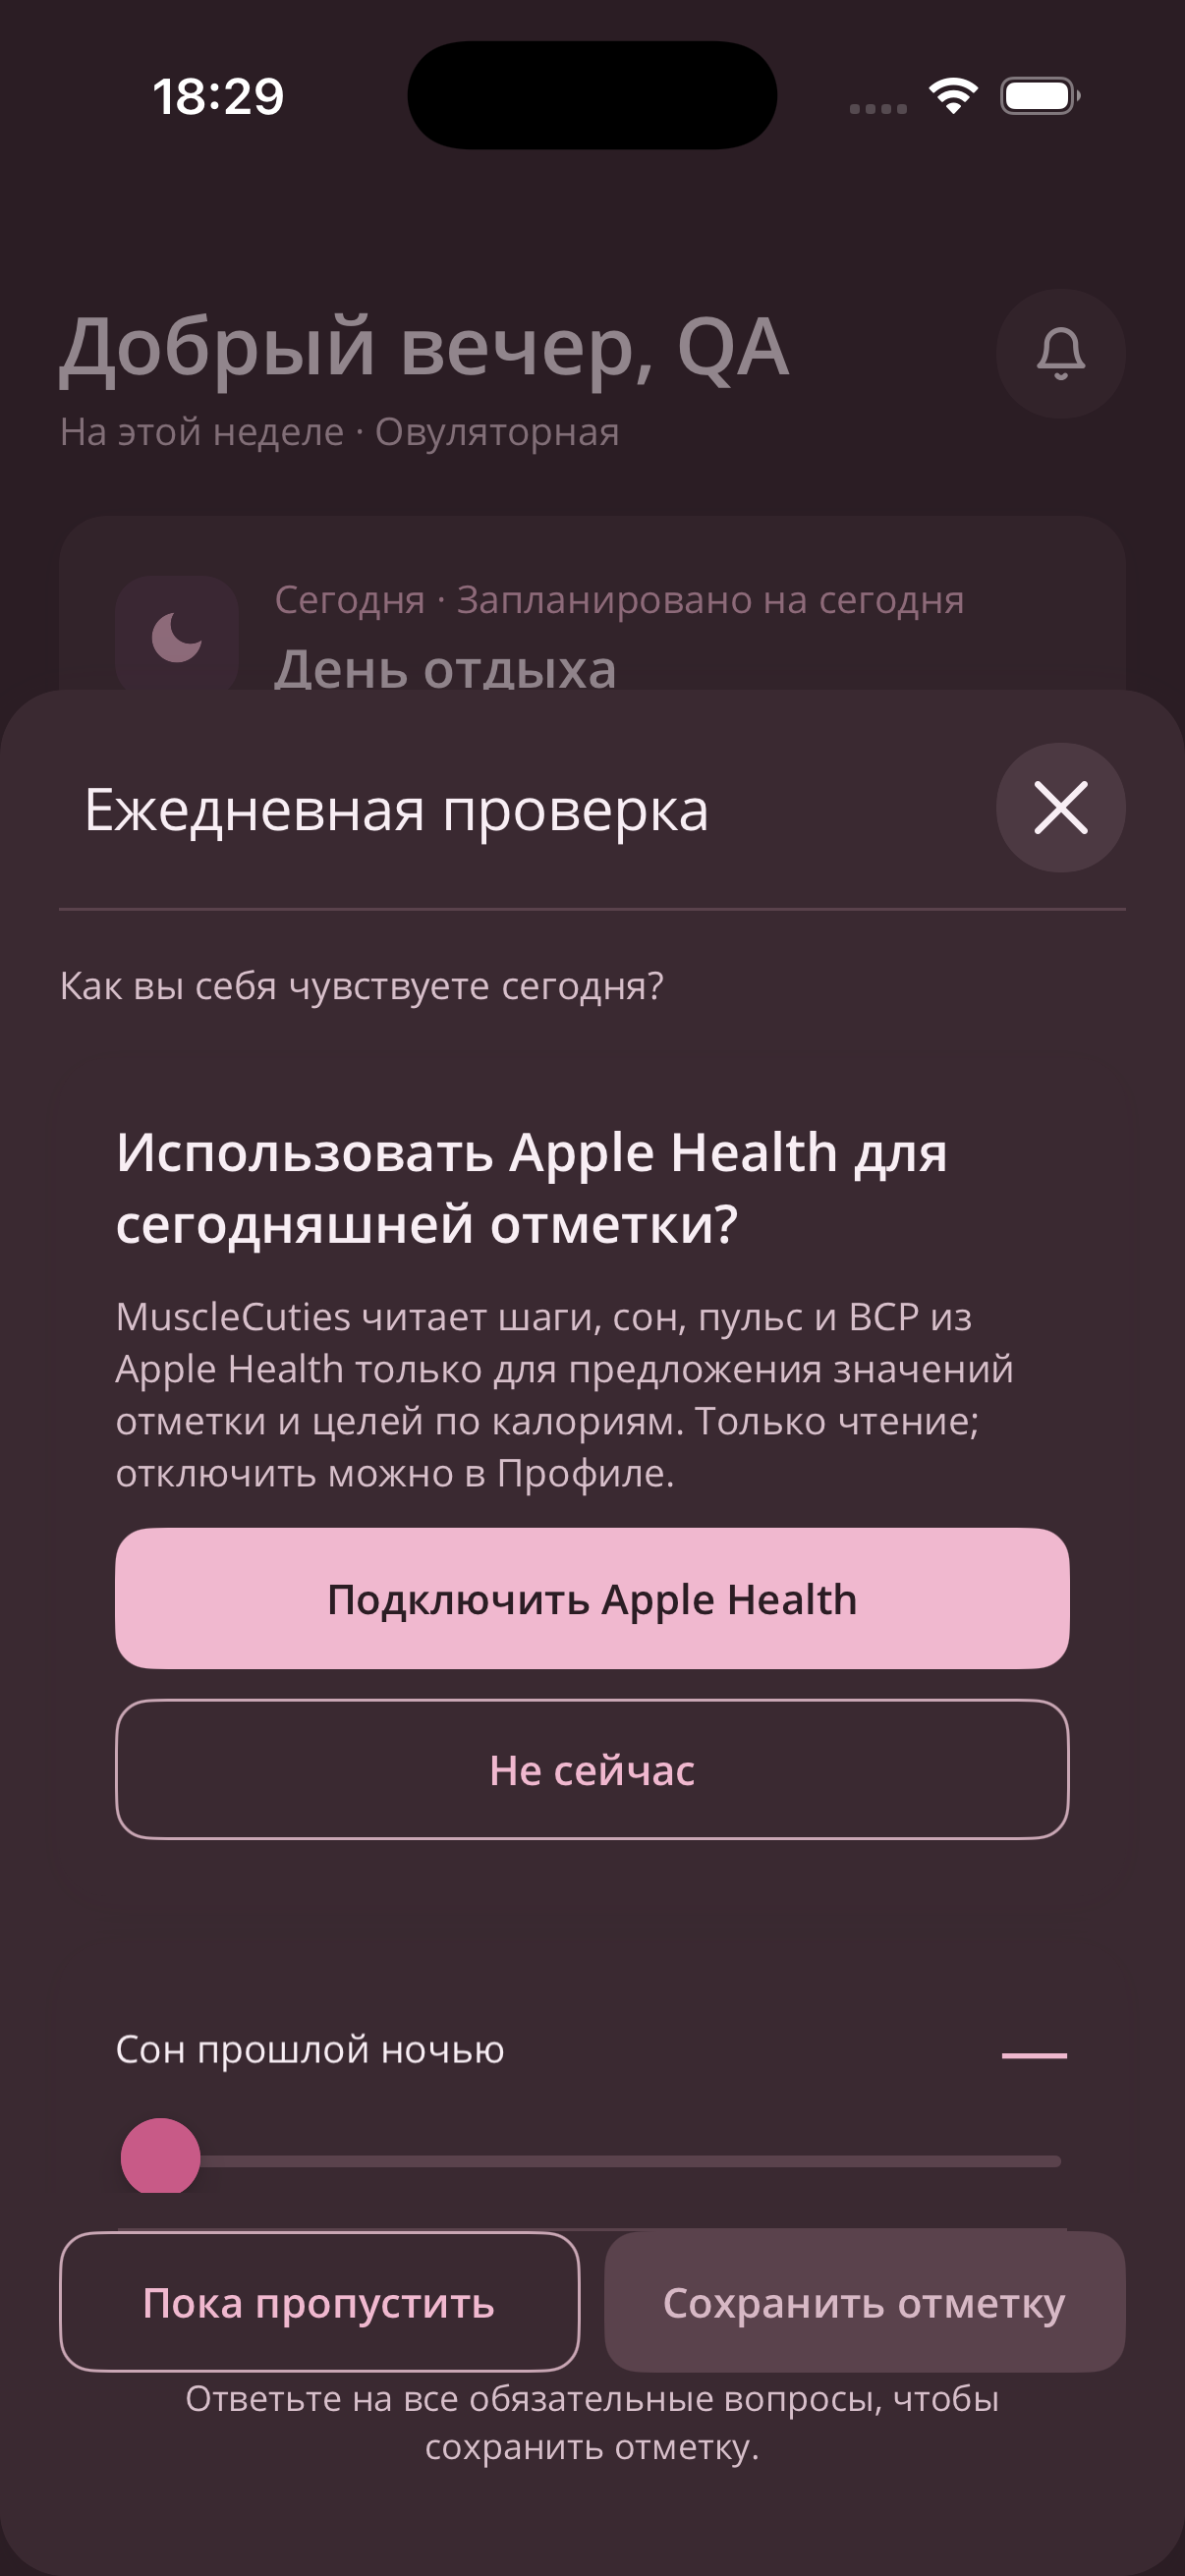 18:29
Добрый вечер, QA
На этой неделе · Овуляторная
Сегодня · Запланировано на сегодня
День отдыха
Ежедневная проверка
Как вы себя чувствуете сегодня?
Использовать Apple Health для
сегодняшней отметки?
MuscleCuties читает шаги, сон, пульс и ВСР из
Apple Health только для предложения значений
отметки и целей по калориям. Только чтение;
отключить можно в Профиле.
Подключить Apple Health
Не сейчас
Сон прошлой ночью
—
Пока пропустить
Сохранить отметку
Ответьте на все обязательные вопросы, чтобы
сохранить отметку.